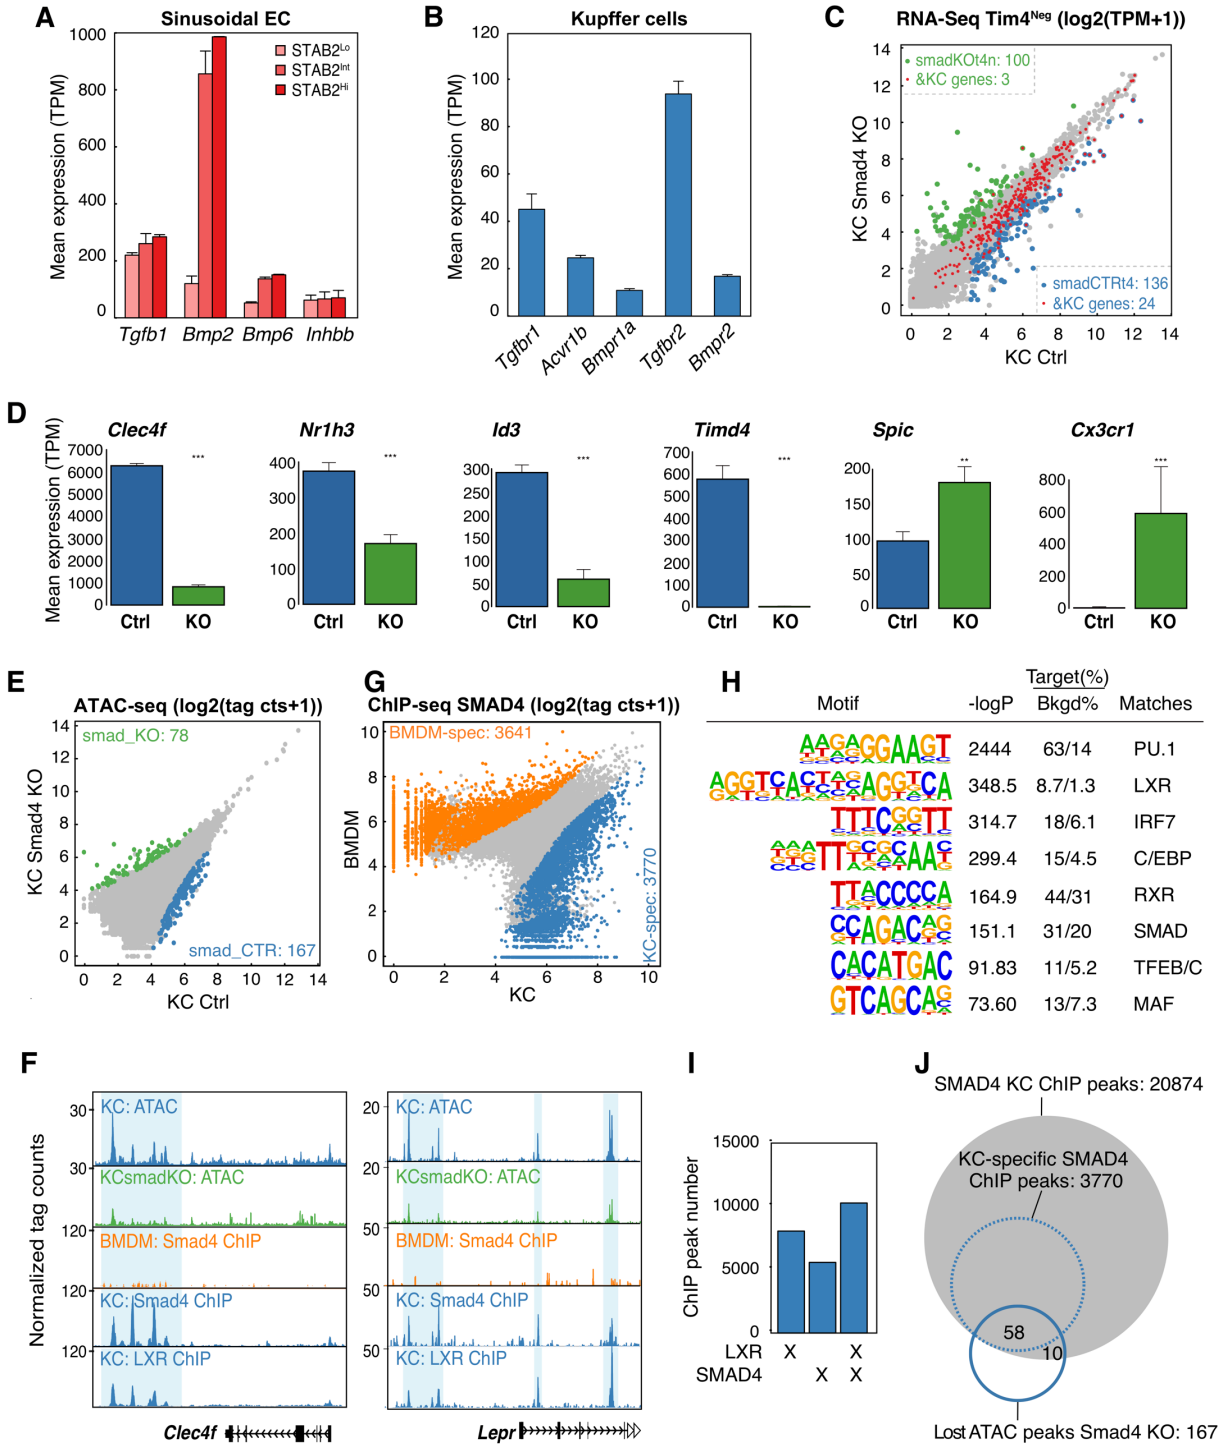 A
Sinusoidal EC
Mean expression (TPM)
1000
800
600
400
200
0
STAB2Lo
STAB2Int
STAB2Hi
Tgfb1 Bmp2 Bmp6 Inhbb
B
Kupffer cells
Mean expression (TPM)
120
100
80
60
40
20
0
Tgfbr1 Acvr1b Bmpr1a Tgfbr2 Bmpr2
C
RNA-Seq Tim4Neg (log2(TPM+1))
KC Smad4 KO
14
12
10
8
6
4
2
0
smadKOt4n: 100
&KC genes: 3
smadCTRt4: 136
&KC genes: 24
0 2 4 6 8 10 12 14
KC Ctrl
D
Mean expression (TPM)
Clec4f
7000
6000
5000
4000
3000
2000
1000
0
***
Ctrl KO
Nr1h3
400
300
200
100
0
***
Ctrl KO
Id3
300
250
200
150
100
50
0
***
Ctrl KO
Timd4
700
600
500
400
300
200
100
0
***
Ctrl KO
Spic
200
150
100
50
0
**
Ctrl KO
Cx3cr1
800
600
400
200
0
***
Ctrl KO
E
ATAC-seq (log2(tag cts+1))
KC Smad4 KO
14
12
10
8
6
4
2
0
smad_KO: 78
smad_CTR: 167
0 2 4 6 8 10 12 14
KC Ctrl
G
ChIP-seq SMAD4 (log2(tag cts+1))
BMDM
10
8
6
4
2
0
BMDM-spec: 3641
KC-spec: 3770
0 2 4 6 8 10
KC
H
Target(%)
Motif -logP Bkgd% Matches
AAGAGGAAGT 2444 63/14 PU.1
AGGTCACTAGAGGTCA 348.5 8.7/1.3 LXR
TTTCGGTT 314.7 18/6.1 IRF7
299.4 15/4.5 C/EBP
TTACCCCA 164.9 44/31 RXR
CCAGACAG 151.1 31/20 SMAD
CACATGAC 91.83 11/5.2 TFEB/C
GTCAGCAG 73.60 13/7.3 MAF
F
Normalized tag counts
30
KC: ATAC
30
KCsmadKO: ATAC
120
BMDM: Smad4 ChIP
120
KC: Smad4 ChIP
120
KC: LXR ChIP
Clec4f
20
KC: ATAC
20
KCsmadKO: ATAC
50
BMDM: Smad4 ChIP
50
KC: Smad4 ChIP
50
KC: LXR ChIP
Lepr
I
ChIP peak number
15000
10000
5000
0
LXR X X
SMAD4 X X
J
SMAD4 KC ChIP peaks: 20874
KC-specific SMAD4
ChIP peaks: 3770
58
10
Lost ATAC peaks Smad4 KO: 167